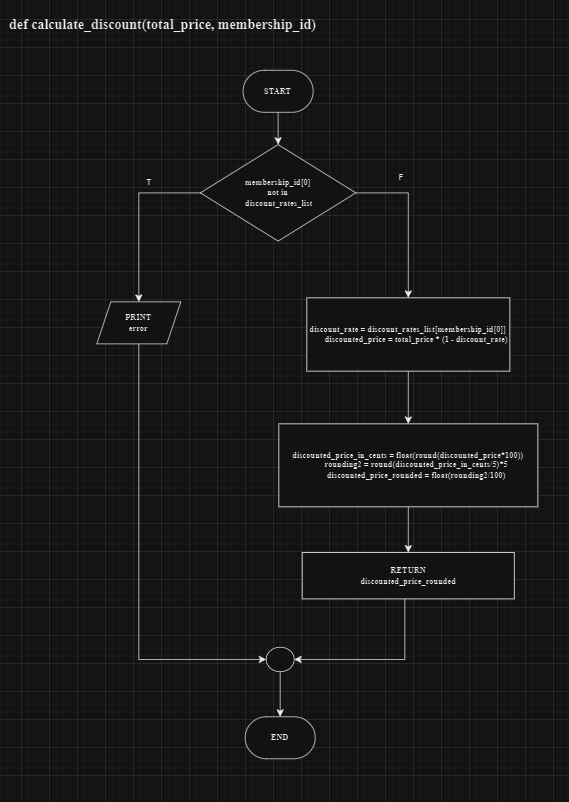 def calculate_discount(total_price, membership_id)
START
membership_id[0]
not in
discount_rates_list
T
F
PRINT
error
discount_rate = discount_rates_list[membership_id[0]]
discounted_price = total_price * (1 - discount_rate)
discounted_price_in_cents = float(round(discounted_price*100))
rounding2 = round(discounted_price_in_cents/5)*5
discounted_price_rounded = float(rounding2/100)
RETURN
discounted_price_rounded
END